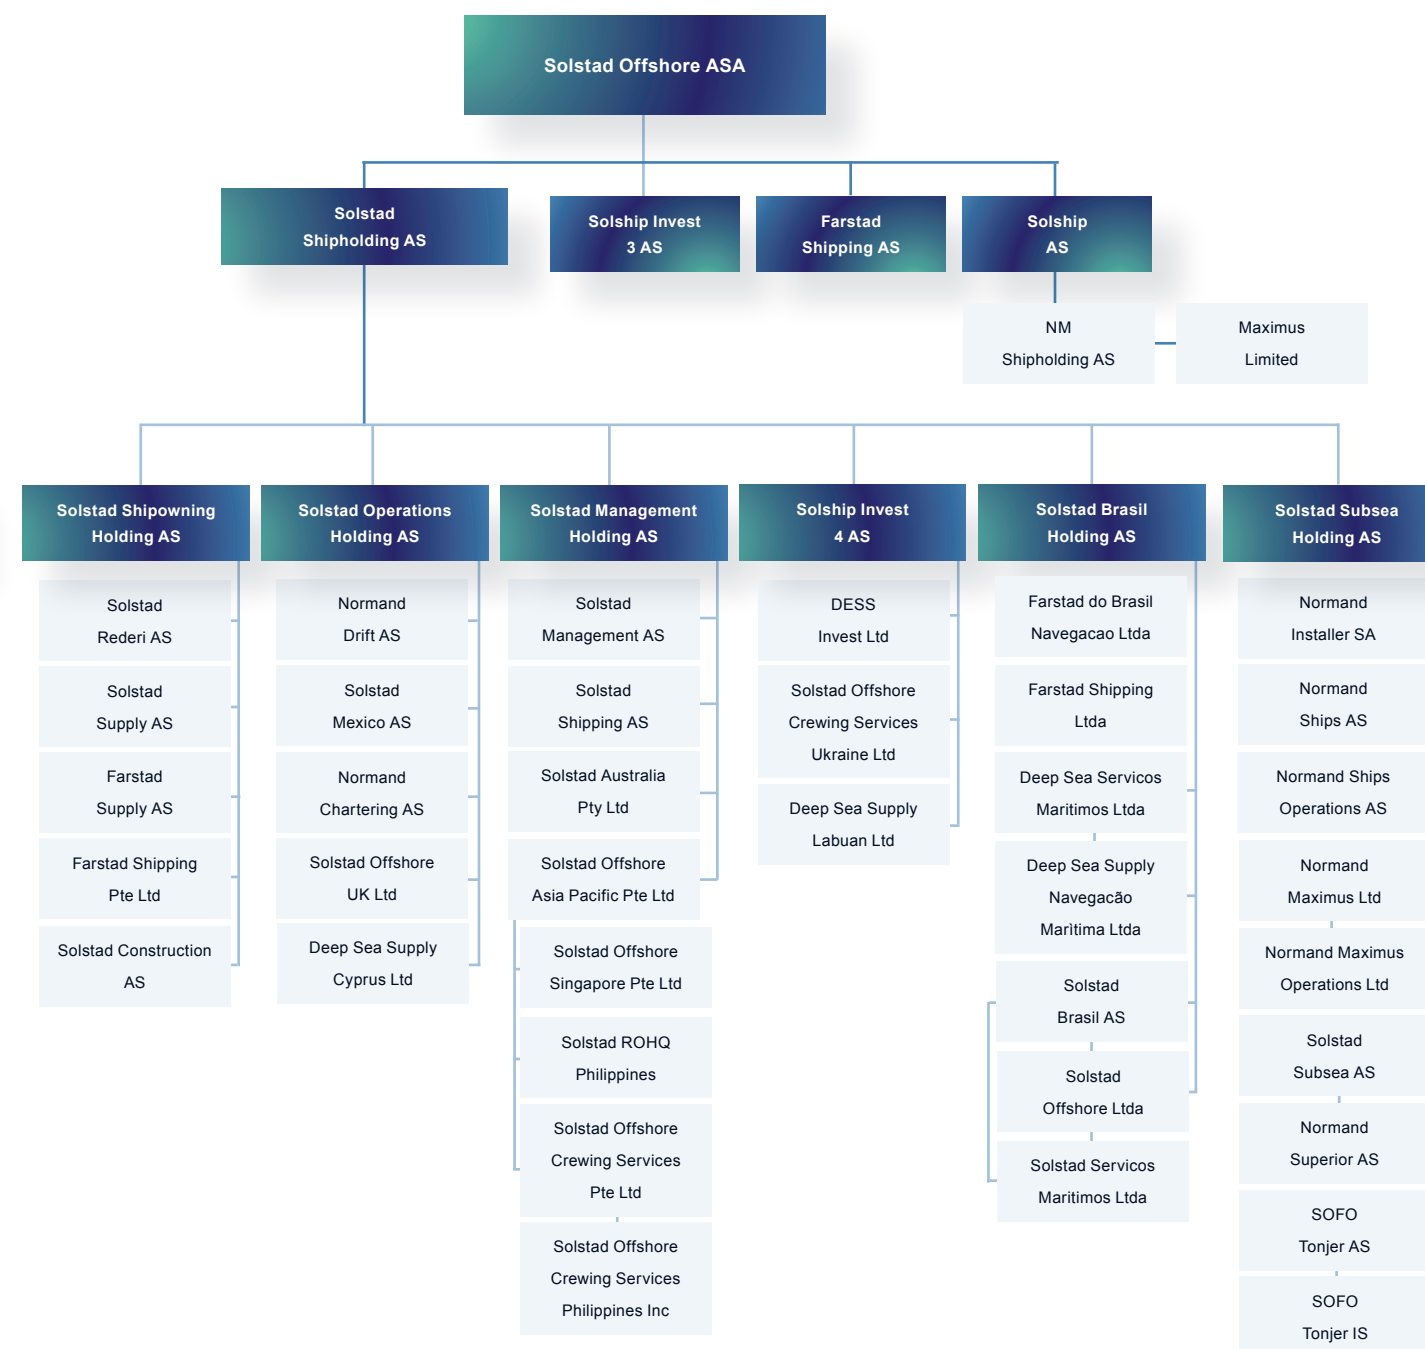 Solstad Offshore ASA
Solstad
Shipholding AS
Solship Invest
3 AS
Farstad
Shipping AS
Solship
AS
NM
Shipholding AS
Maximus
Limited
Solstad Shipowning
Holding AS
Solstad Rederi AS
Solstad
Supply AS
Farstad
Supply AS
Farstad Shipping
Pte Ltd
Solstad Construction
AS
Solstad Operations
Holding AS
Normand
Drift AS
Solstad
Mexico AS
Normand
Chartering AS
Solstad Offshore
UK Ltd
Deep Sea Supply
Cyprus Ltd
Solstad Management
Holding AS
Solstad
Management AS
Solstad
Shipping AS
Solstad Australia
Pty Ltd
Solstad Offshore
Asia Pacific Pte Ltd
Solstad Offshore
Singapore Pte Ltd
Solstad ROHQ
Philippines
Solstad Offshore
Crewing Services
Pte Ltd
Solstad Offshore
Crewing Services
Philippines Inc
Solship Invest
4 AS
DESS
Invest Ltd
Solstad Offshore
Crewing Services
Ukraine Ltd
Deep Sea Supply
Labuan Ltd
Solstad Brasil
Holding AS
Farstad do Brasil
Navegacao Ltda
Farstad Shipping
Ltda
Deep Sea Servicos
Maritimos Ltda
Deep Sea Supply
Navegacão
Marìtima Ltda
Solstad
Brasil AS
Solstad
Offshore Ltda
Solstad Servicos
Maritimos Ltda
Solstad Subsea
Holding AS
Normand
Installer SA
Normand
Ships AS
Normand Ships
Operations AS
Normand
Maximus Ltd
Normand Maximus
Operations Ltd
Solstad
Subsea AS
Normand
Superior AS
SOFO
Tonjer AS
SOFO
Tonjer IS